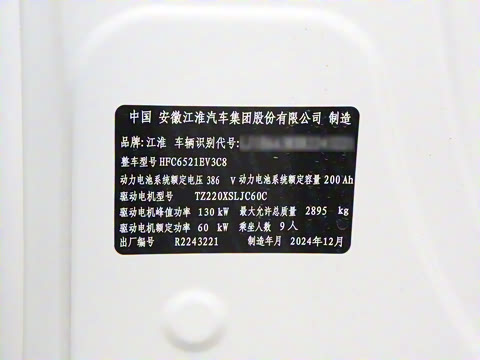 中国 安徽江淮汽车集团股份有限公司 制造
品牌:江淮 车辆识别代号:
整车型号 HFC6521BV3C8
动力电池系统额定电压 386 V 动力电池系统额定容量 200 Ah
驱动电机型号 TZ220XSLJC60C
驱动电机峰值功率 130 kW 最大允许总质量 2895 kg
驱动电机额定功率 60 kW 乘坐人数 9 人
出厂编号 R2243221 制造年月 2024年12月